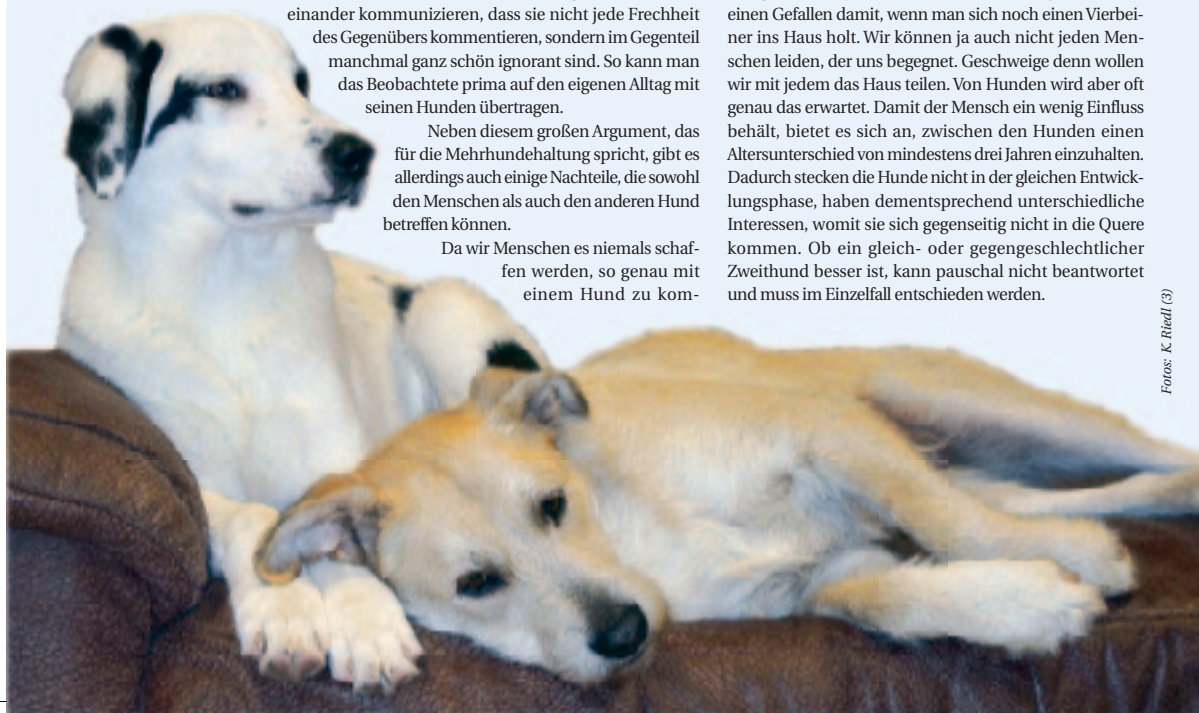 einander kommunizieren, dass sie nicht jede Frechheit
des Gegenübers kommentieren, sondern im Gegenteil
manchmal ganz schön ignorant sind. So kann man
das Beobachtete prima auf den eigenen Alltag mit
seinen Hunden übertragen.
Neben diesem großen Argument, das
für die Mehrhundehaltung spricht, gibt es
allerdings auch einige Nachteile, die sowohl
den Menschen als auch den anderen Hund
betreffen können.
Da wir Menschen es niemals schaf-
fen werden, so genau mit
einem Hund zu kom-
einen Gefallen damit, wenn man sich noch einen Vierbei-
ner ins Haus holt. Wir können ja auch nicht jeden Men-
schen leiden, der uns begegnet. Geschweige denn wollen
wir mit jedem das Haus teilen. Von Hunden wird aber oft
genau das erwartet. Damit der Mensch ein wenig Einfluss
behält, bietet es sich an, zwischen den Hunden einen
Altersunterschied von mindestens drei Jahren einzuhalten.
Dadurch stecken die Hunde nicht in der gleichen Entwick-
lungsphase, haben dementsprechend unterschiedliche
Interessen, womit sie sich gegenseitig nicht in die Quere
kommen. Ob ein gleich- oder gegengeschlechtlicher
Zweithund besser ist, kann pauschal nicht beantwortet
und muss im Einzelfall entschieden werden.
Fotos: K. Riedl (3)